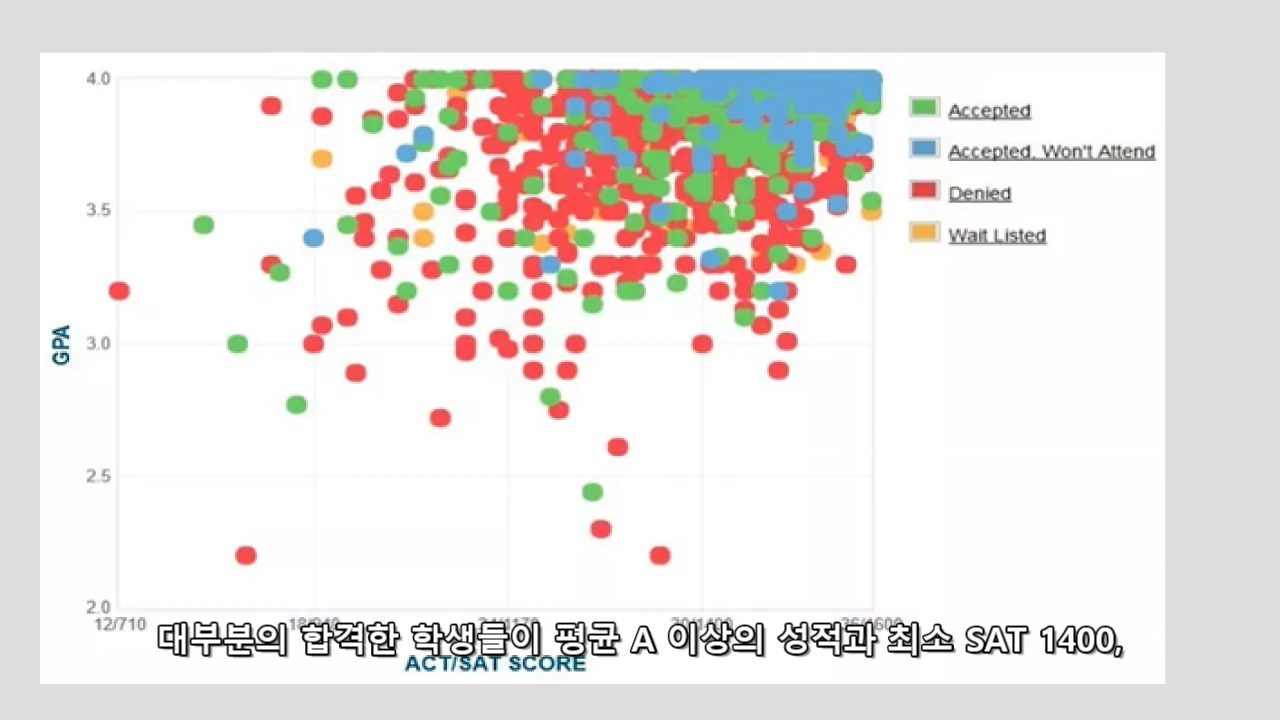 4.0
Accepted
Accepted, Won't Attend
Denied
3.5
Wait Listed
GPA
3.0
2.5
2.0
12/710
대부분의 합격한 학생들이 평균 A 이상의 성적과 최소 SAT 1400,
ACT/SAT SCORE